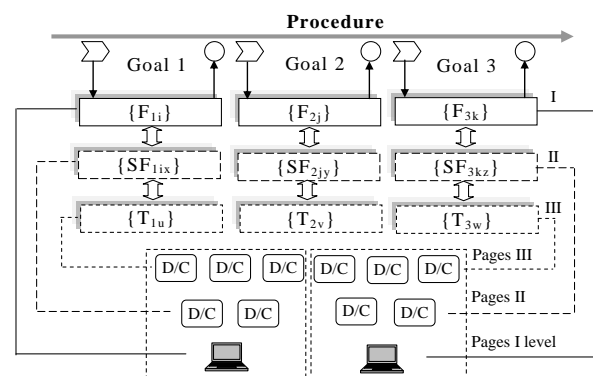 Procedure
Goal 1 Goal 2 Goal 3
{F1i} {F2j} {F3k} I
{SF1ix} {SF2jy} {SF3kz} II
{T1u} {T2v} {T3w} III
D/C D/C D/C D/C D/C D/C Pages III
D/C D/C D/C D/C Pages II
Pages I level